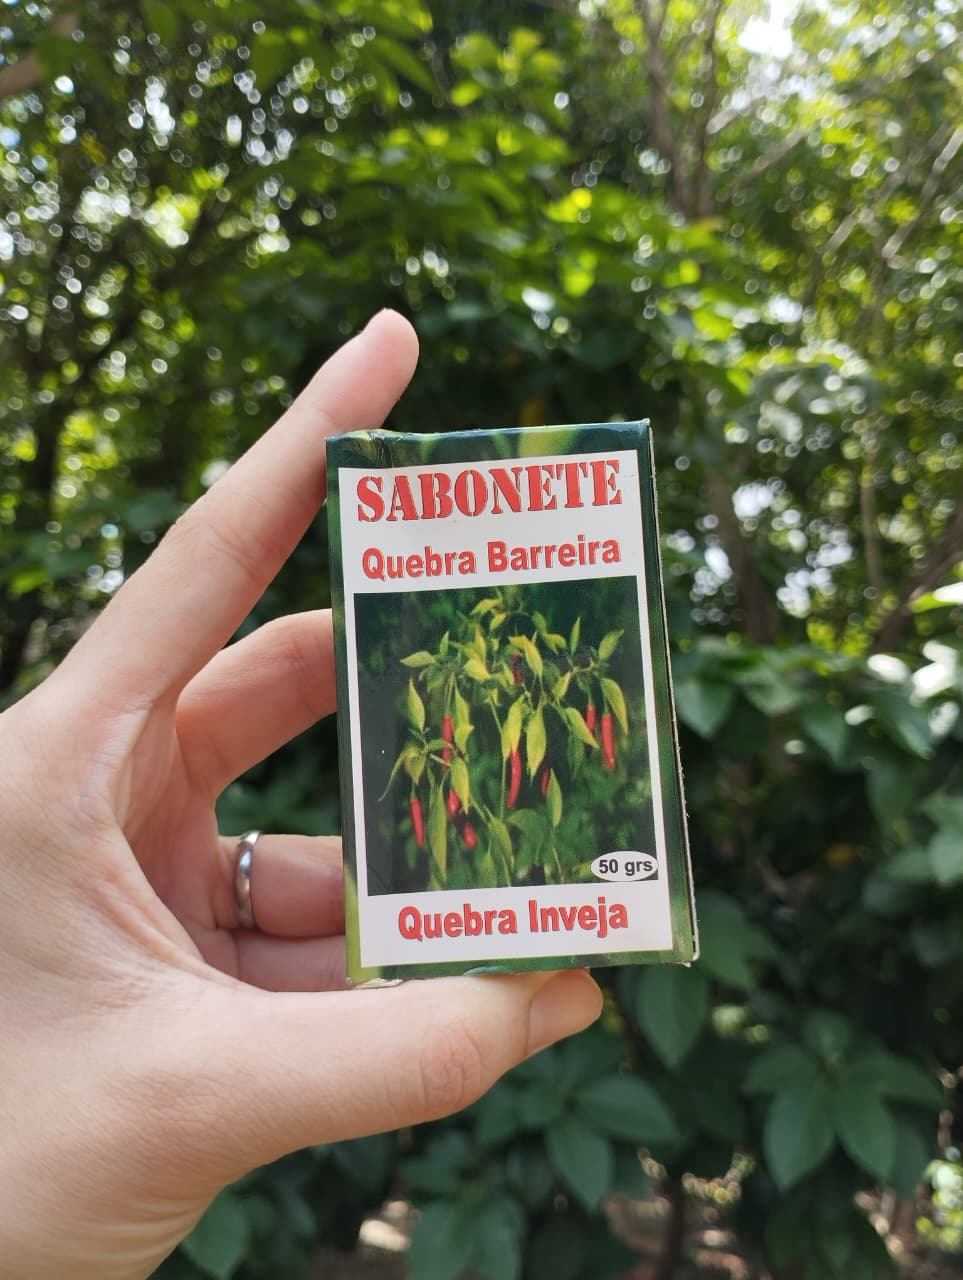 SABONETE
Quebra Barreira
50 grs
Quebra Inveja